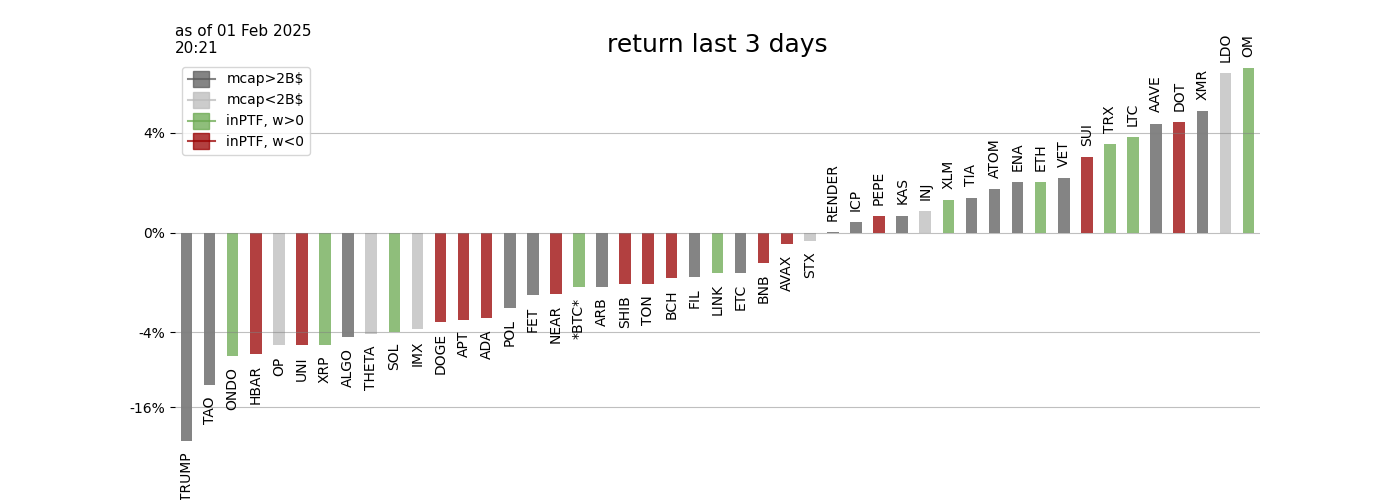 as of 01 Feb 2025
20:21
return last 3 days
mcap>2B$
mcap<2B$
inPTF, w>0
inPTF, w<0
4%
0%
-4%
-16%
TRUMP
TAO
ONDO
HBAR
OP
UNI
XRP
ALGO
THETA
SOL
IMX
DOGE
APT
ADA
POL
FET
NEAR
*BTC*
ARB
SHIB
TON
BCH
FIL
LINK
ETC
BNB
AVAX
STX
RENDER
ICP
PEPE
KAS
INJ
XLM
TIA
ATOM
ENA
ETH
VET
SUI
TRX
LTC
AAVE
DOT
XMR
LDO
OM